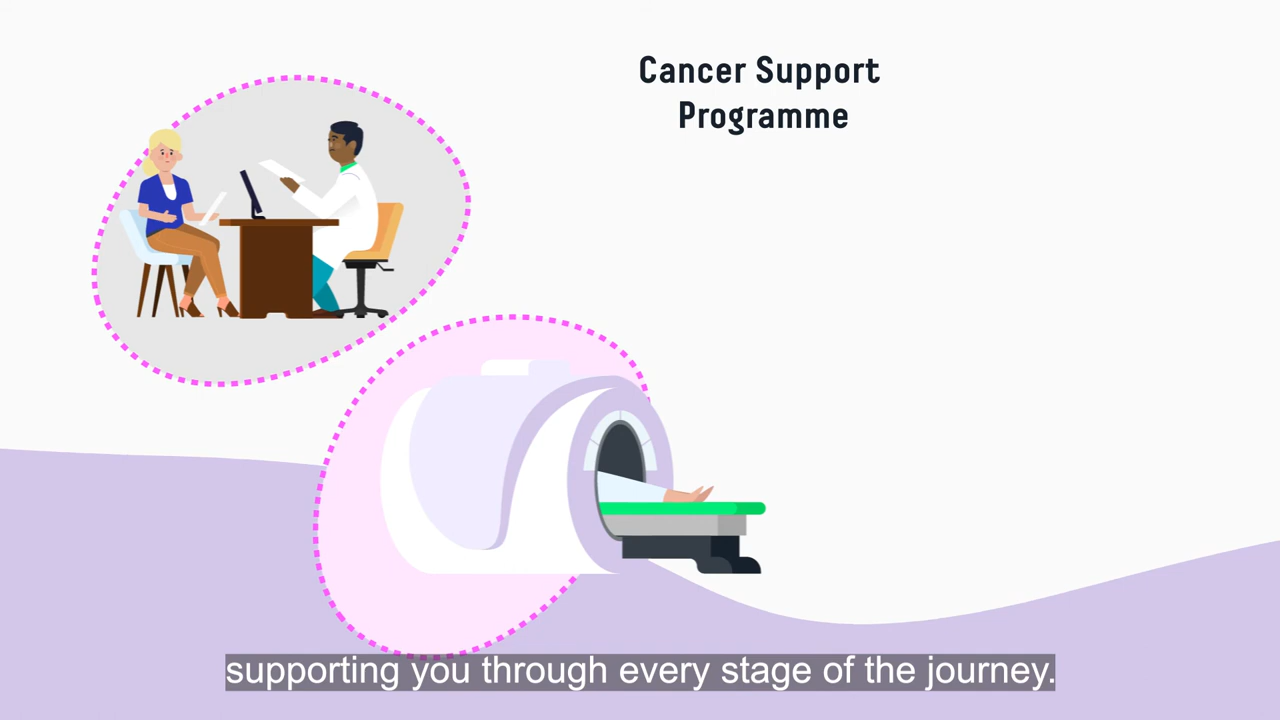 Cancer Support
Programme
supporting you through every stage of the journey.